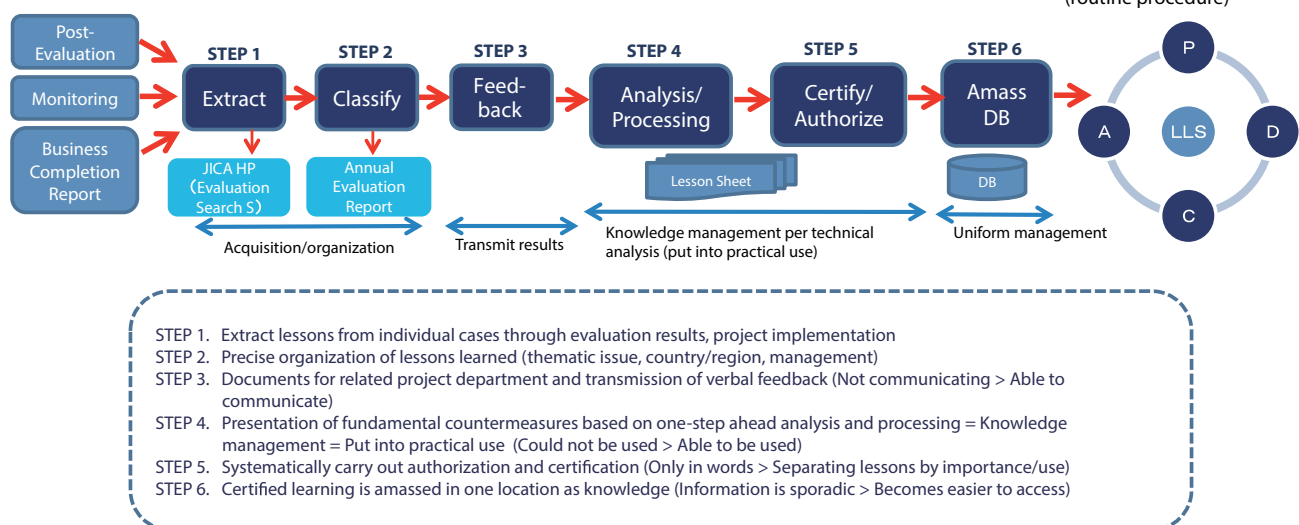 (routine procedure)
Post-
Evaluation
Monitoring
Business
Completion
Report
STEP 1
Extract
STEP 2
Classify
STEP 3
Feed-
back
STEP 4
Analysis/
Processing
STEP 5
Certify/
Authorize
STEP 6
Amass
DB
P
A
LLS
D
C
JICA HP
(Evaluation
Search S)
Annual
Evaluation
Report
Lesson Sheet
DB
Acquisition/organization
Transmit results
Knowledge management per technical
analysis (put into practical use)
Uniform management
STEP 1. Extract lessons from individual cases through evaluation results, project implementation
STEP 2. Precise organization of lessons learned (thematic issue, country/region, management)
STEP 3. Documents for related project department and transmission of verbal feedback (Not communicating > Able to
communicate)
STEP 4. Presentation of fundamental countermeasures based on one-step ahead analysis and processing = Knowledge
management = Put into practical use (Could not be used > Able to be used)
STEP 5. Systematically carry out authorization and certification (Only in words > Separating lessons by importance/use)
STEP 6. Certified learning is amassed in one location as knowledge (Information is sporadic > Becomes easier to access)